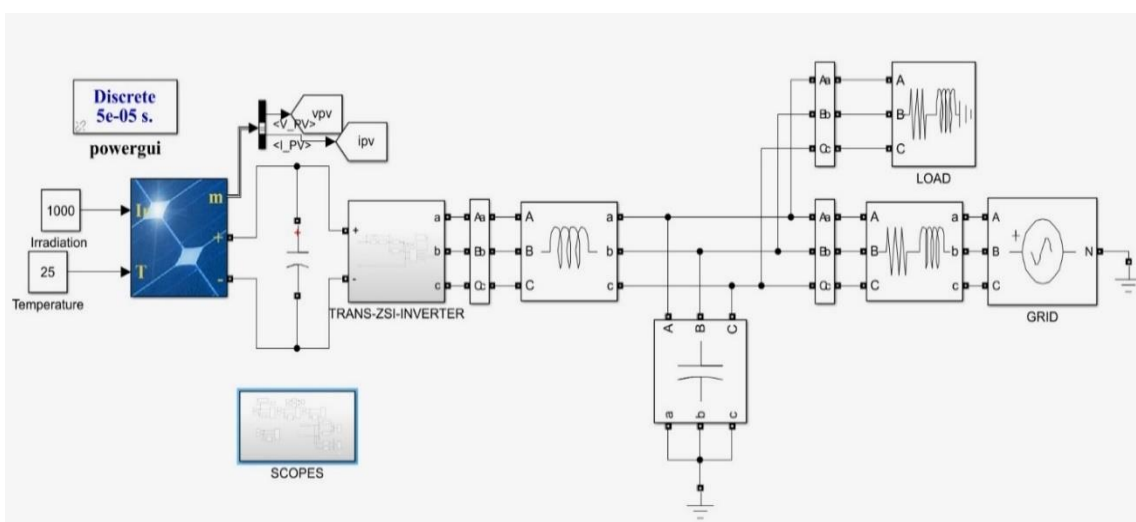 Discrete
5e-05 s.
powergui
vpv
<V_PV>
<I_PV>
ipv
1000
Irradiation
25
Temperature
T
m
+
-
+
-
a
b
c
TRANS-ZSI-INVERTER
Aa
Bb
Cc
A
B
C
a
b
c
A
B
C
a
b
c
Aa
Bb
Cc
A
B
C
LOAD
Aa
Bb
Cc
A
B
C
a
b
c
A
B
C
+
N
GRID
SCOPES